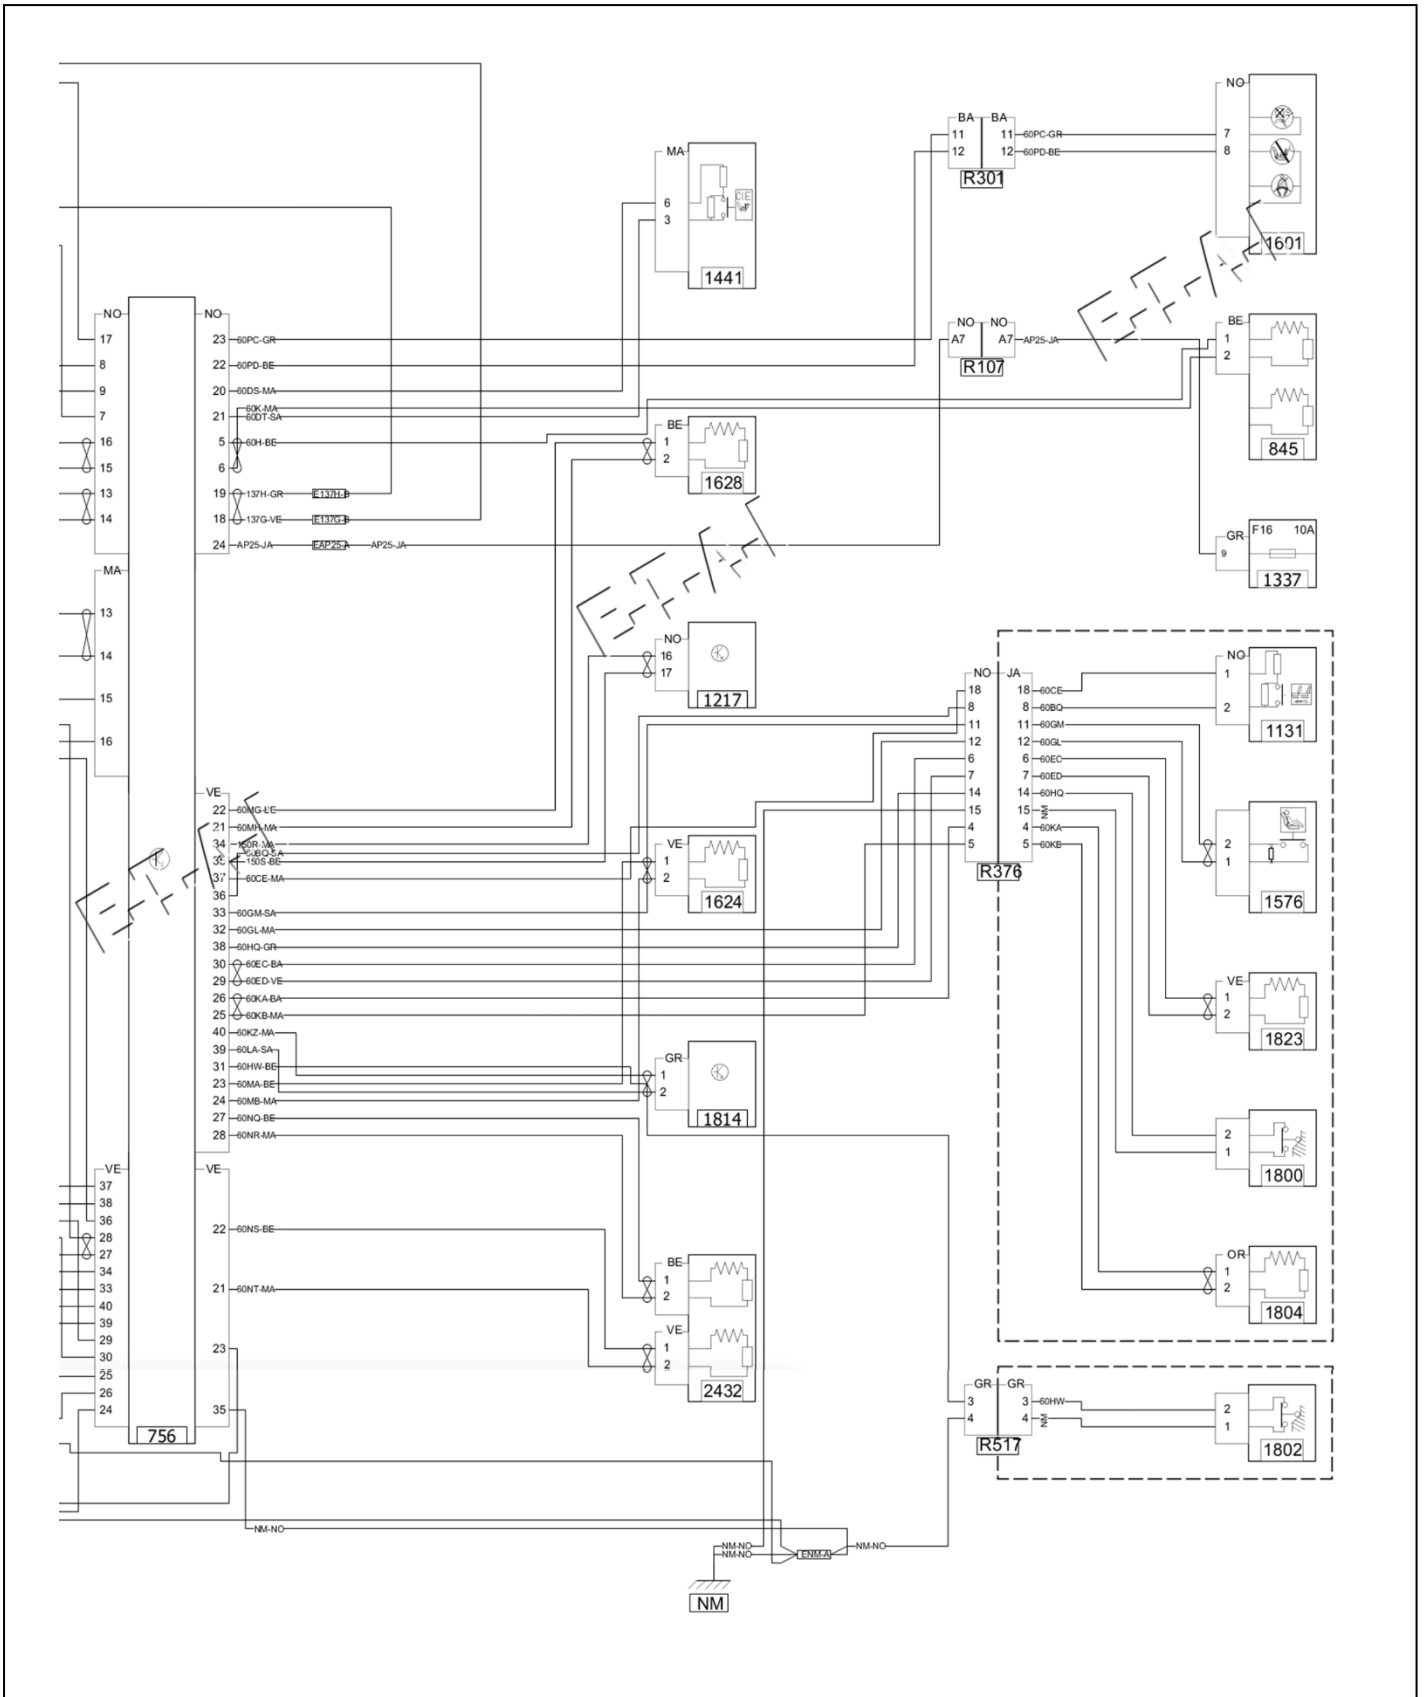 NO
BA BA
11 11 60PC-GR 7
12 12 60PD-BE 8
R301
MA
6
3
CIE
1441
1601
NO NO
17 23 60PC-GR
8 22 60PD-BE
9 20 60DS-MA
60K-MA
7 21 60DT-SA
16 5 60H-BE
15 6
13 19 137H-GR E137H-B
14 18 137G-VE E137G-B
24 AP25-JA EAP25-A AP25-JA
NO NO
A7 A7 AP25-JA
R107
BE
1
2
845
BE
1
2
1628
E-T-A-I
E-T-A-I
E-T-A-I
F16 10A
GR
9
1337
MA
13
14
15
16
NO
16
17
1217
NO JA
18 18 60CE
8 8 60BQ
11 11 60GM
12 12 60GL
6 6 60EC
7 7 60ED
14 14 60HQ
15 15 NM
4 4 60KA
5 5 60KB
R376
NO
1
2
1131
2
1
1576
VE
1
2
1823
2
1
1800
OR
1
2
1804
VE
22
21 60MH-MA
34 150R-MA
35 150S-BE
37 60CE-MA
36
33 60GM-SA
32 60GL-MA
38 60HQ-GR
30 60EC-BA
29 60ED-VE
26 60KA-BA
25 60KB-MA
40 60KZ-MA
39 60LA-SA
31 60HW-BE
23 60MA-BE
24 60MB-MA
27 60NQ-BE
28 60NR-MA
VE
1
2
1624
GR
1
2
1814
VE VE
37
38
36
28 22 60NS-BE
27
34
33 21 60NT-MA
40
39
29
30 23
25
26
24 35
756
BE
1
2
VE
1
2
2432
GR GR
3 3 60HW
4 4 NM
R517
2
1
1802
NM-NO
NM-NO
NM-NO
ENM-A
NM-NO
NM